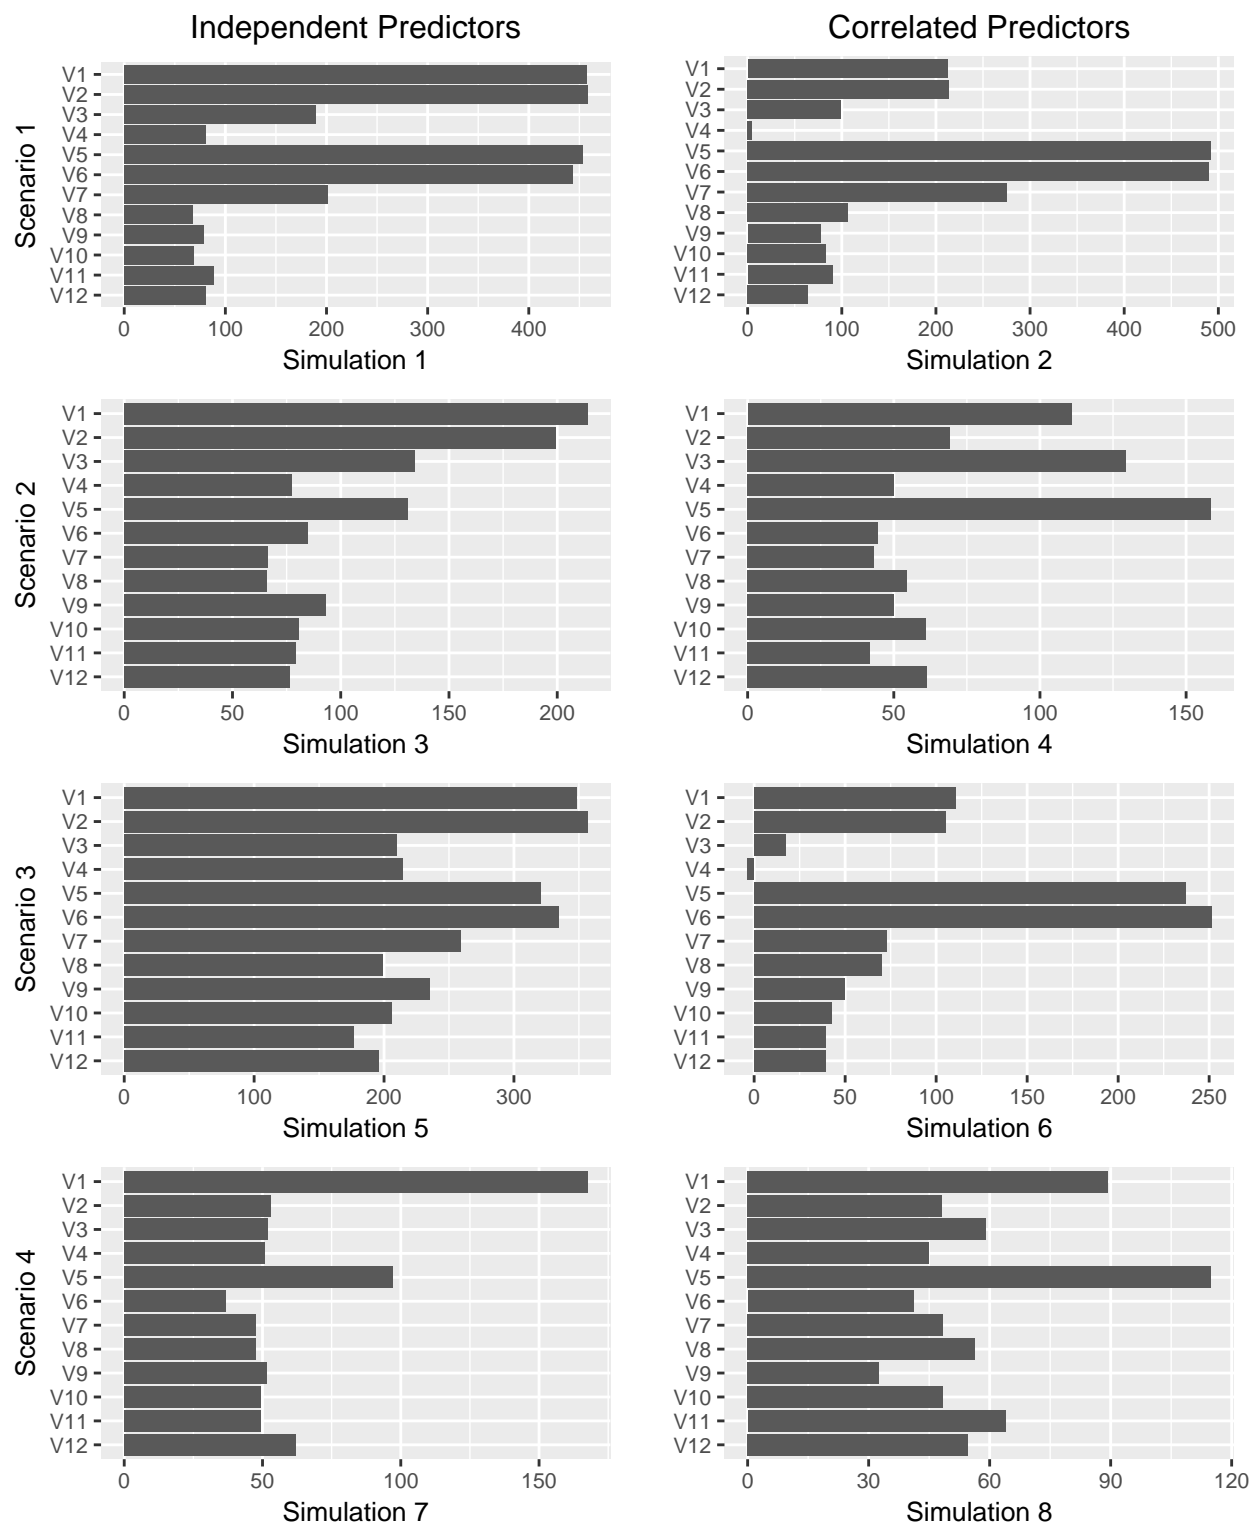 Independent Predictors
Correlated Predictors
Scenario 1
V1
V2
V3
V4
V5
V6
V7
V8
V9
V10
V11
V12
0 100 200 300 400
Simulation 1
V1
V2
V3
V4
V5
V6
V7
V8
V9
V10
V11
V12
0 100 200 300 400 500
Simulation 2
Scenario 2
V1
V2
V3
V4
V5
V6
V7
V8
V9
V10
V11
V12
0 50 100 150 200
Simulation 3
V1
V2
V3
V4
V5
V6
V7
V8
V9
V10
V11
V12
0 50 100 150
Simulation 4
Scenario 3
V1
V2
V3
V4
V5
V6
V7
V8
V9
V10
V11
V12
0 100 200 300
Simulation 5
V1
V2
V3
V4
V5
V6
V7
V8
V9
V10
V11
V12
0 50 100 150 200 250
Simulation 6
Scenario 4
V1
V2
V3
V4
V5
V6
V7
V8
V9
V10
V11
V12
0 50 100 150
Simulation 7
V1
V2
V3
V4
V5
V6
V7
V8
V9
V10
V11
V12
0 30 60 90 120
Simulation 8